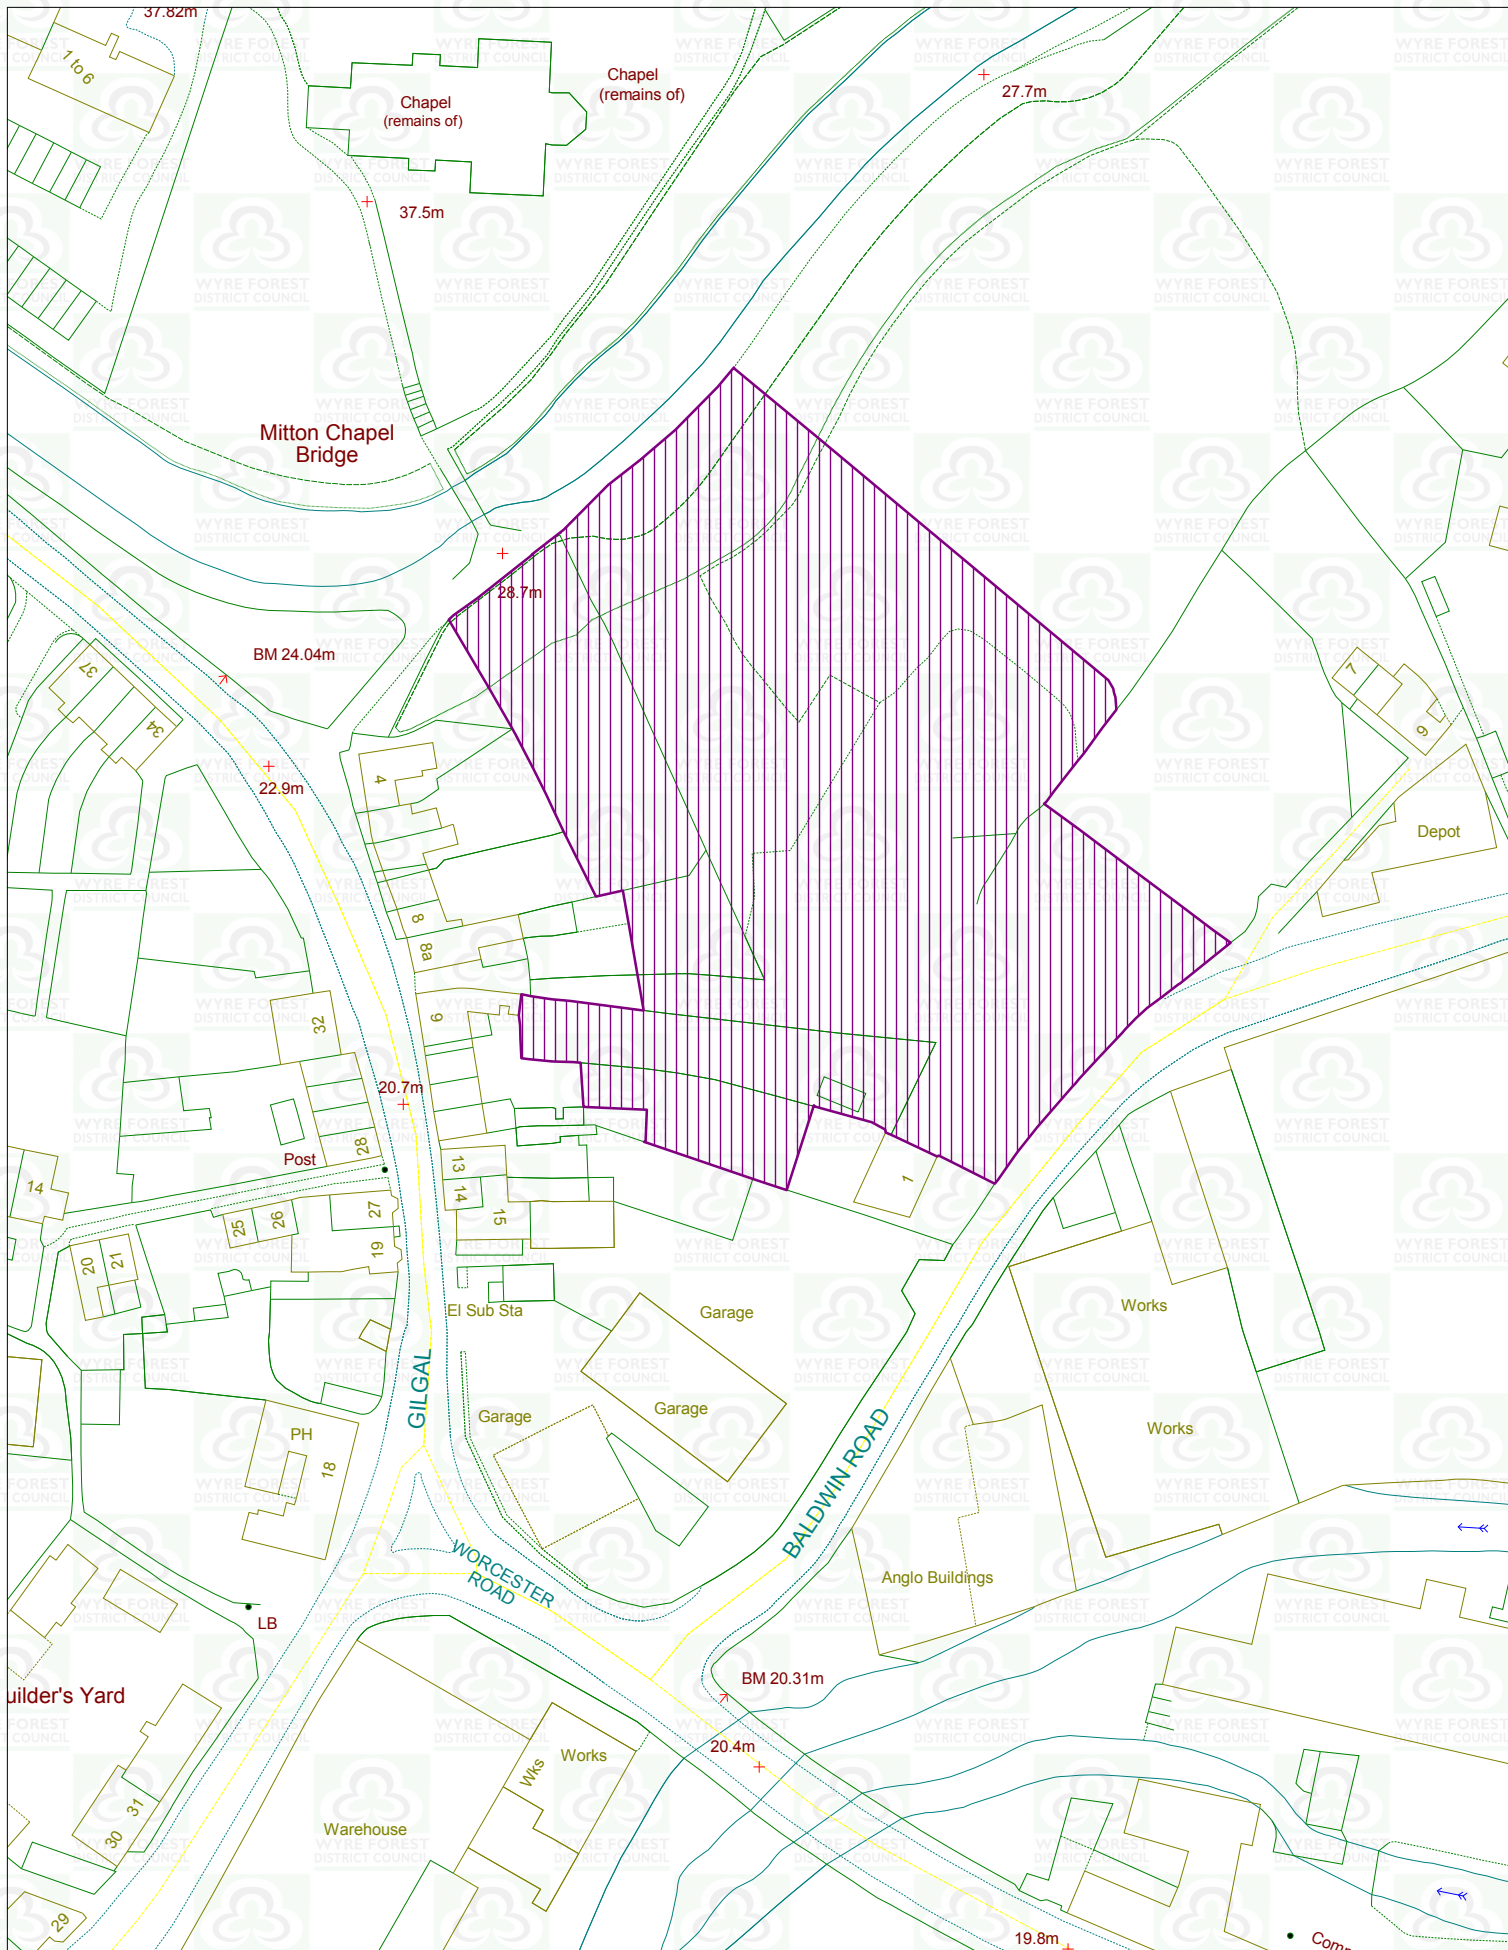 37.82m
1 to 6
Chapel
(remains of)
Chapel
(remains of)
27.7m
37.5m
Mitton Chapel
Bridge
28.7m
BM 24.04m
37
34
22.9m
4
7
9
Depot
8
8a
9
32
20.7m
28
Post
13
14
14
15
1
25
26
27
19
20
21
El Sub Sta
Garage
Works
GILGAL
Garage
Garage
BALDWIN ROAD
Works
PH
18
WORCESTER
ROAD
Anglo Buildings
LB
uilder's Yard
BM 20.31m
20.4m
Works
Wks
31
30
Warehouse
29
19.8m
WYRE FOREST
DISTRICT COUNCIL